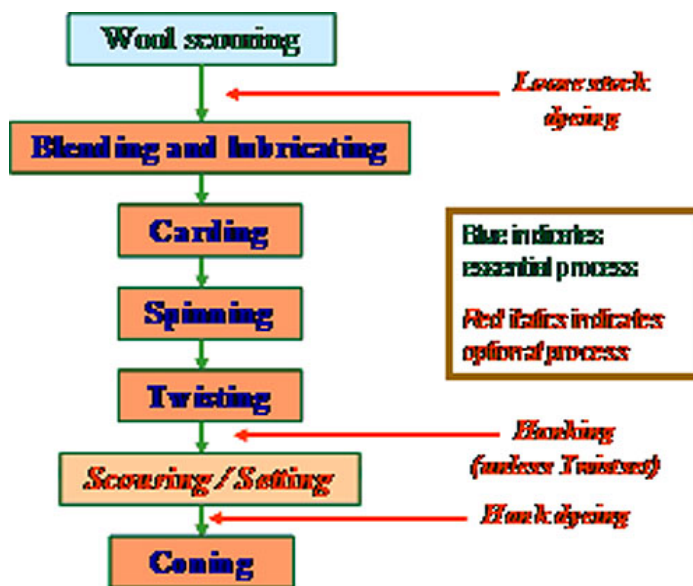 Wool scouring
Loose stock
dyeing
Blending and lubricating
Carding
Blue indicates
essential process
Spinning
Red italics indicates
optional process
Twisting
Hanking
(unless Twistset)
Scouring / Setting
Hank dyeing
Coning